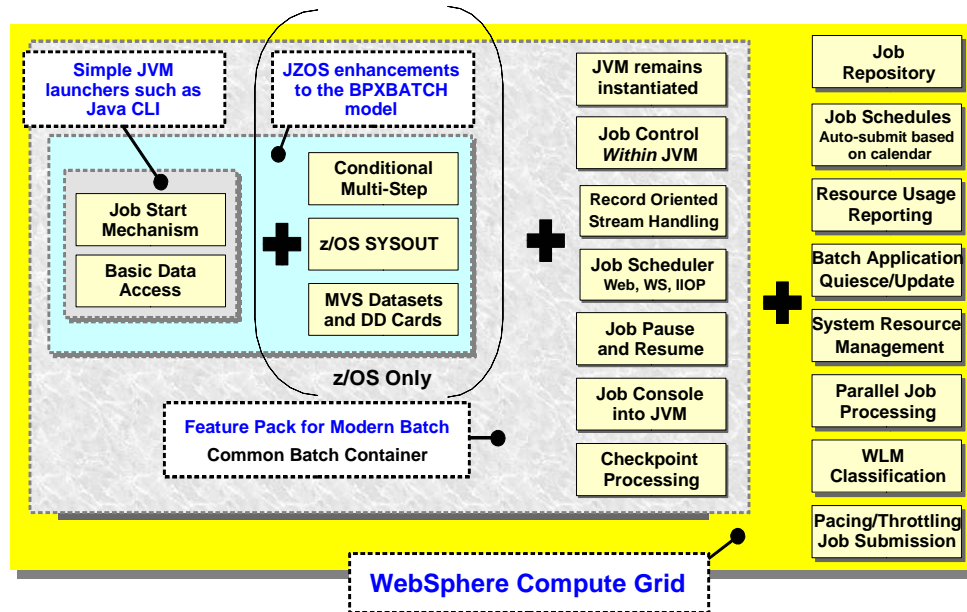 Simple JVM
launchers such as
Java CLI
JZOS enhancements
to the BPXBATCH
model
Job Start
Mechanism
Basic Data
Access
Conditional
Multi-Step
z/OS SYSOUT
MVS Datasets
and DD Cards
z/OS Only
Feature Pack for Modern Batch
Common Batch Container
JVM remains
instantiated
Job Control
Within JVM
Record Oriented
Stream Handling
Job Scheduler
Web, WS, IIOP
Job Pause
and Resume
Job Console
into JVM
Checkpoint
Processing
Job
Repository
Job Schedules
Auto-submit based
on calendar
Resource Usage
Reporting
Batch Application
Quiesce/Update
System Resource
Management
Parallel Job
Processing
WLM
Classification
Pacing/Throttling
Job Submission
WebSphere Compute Grid